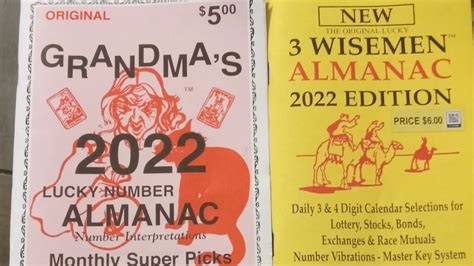 ORIGINAL
$5.00
GRANDMA'S
TM
2022
LUCKY NUMBER
ALMANAC
Number Interpretations
Monthly Super Picks
NEW
THE ORIGINAL LUCKY
3 WISEMEN™
ALMANAC
2022 EDITION
PRICE $6.00
Daily 3 & 4 Digit Calendar Selections for
Lottery, Stocks, Bonds,
Exchanges & Race Mutuals
Number Vibrations - Master Key System